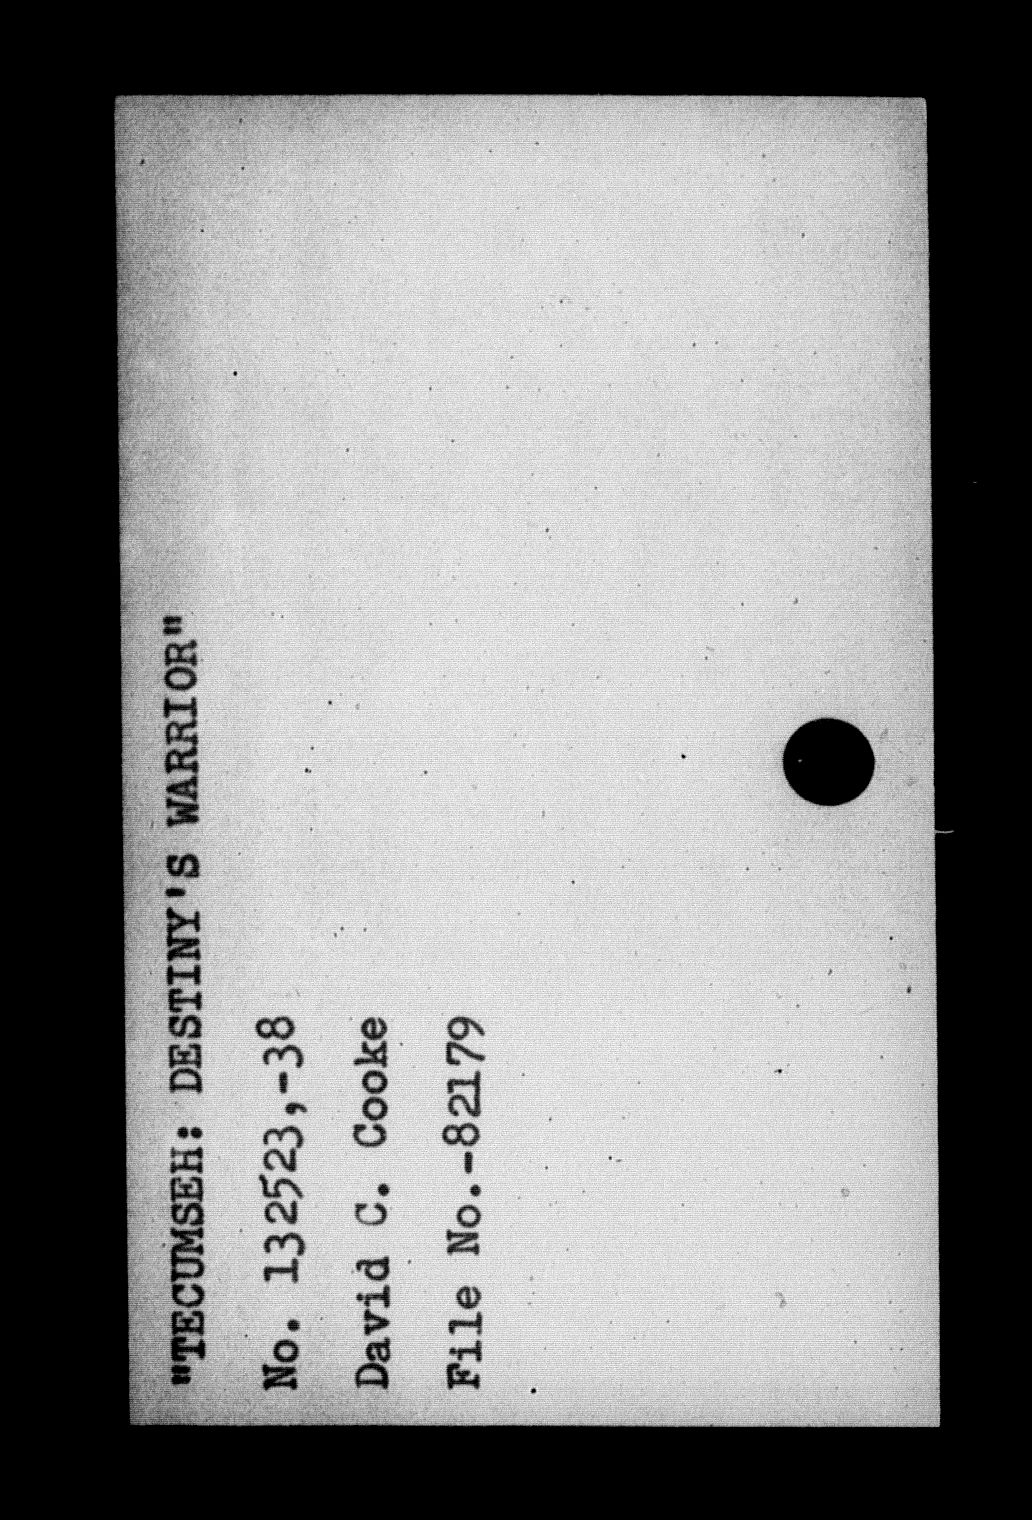 "TECUMSEH: DESTINY'S WARRIOR"
No. 132523,-38
David C. Cooke
File No.-82179